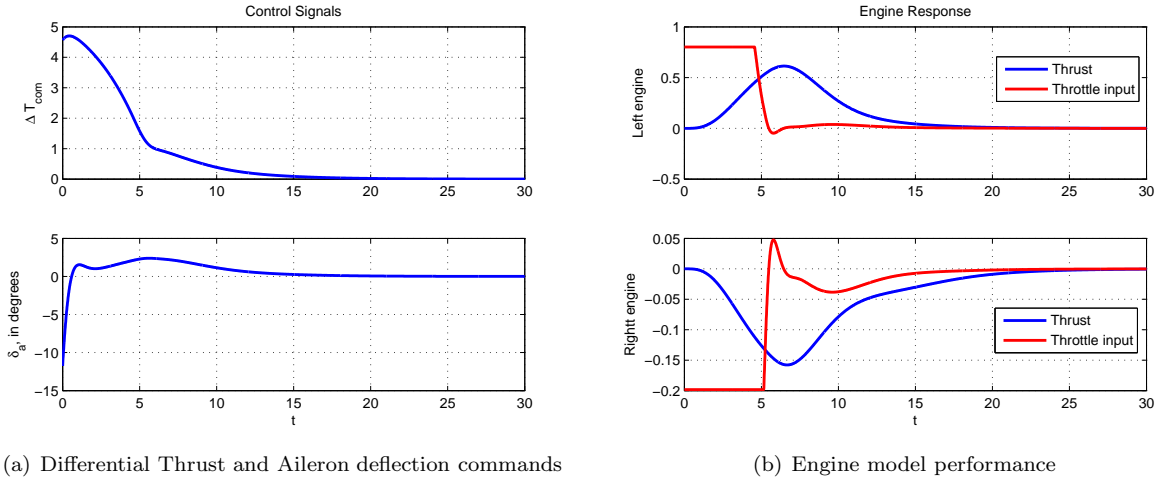 Control Signals
5
4
3
2
1
0
0 5 10 15 20 25 30
Δ T_com
5
0
−5
−10
−15
0 5 10 15 20 25 30
δ_a, in degrees
t
Engine Response
1
0.5
0
−0.5
0 5 10 15 20 25 30
Left engine
Thrust
Throttle input
0.05
0
−0.05
−0.1
−0.15
−0.2
0 5 10 15 20 25 30
Rightt engine
Thrust
Throttle input
t
(a) Differential Thrust and Aileron deflection commands
(b) Engine model performance